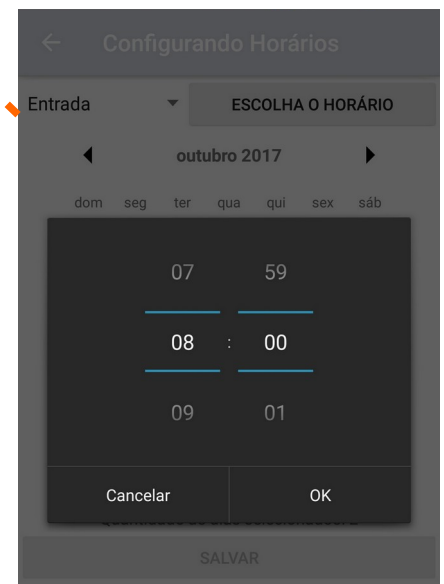 Configurando Horários
Entrada ESCOLHA O HORÁRIO
outubro 2017
dom seg ter qua qui sex sáb
07 59
08 : 00
09 01
Cancelar OK
SALVAR